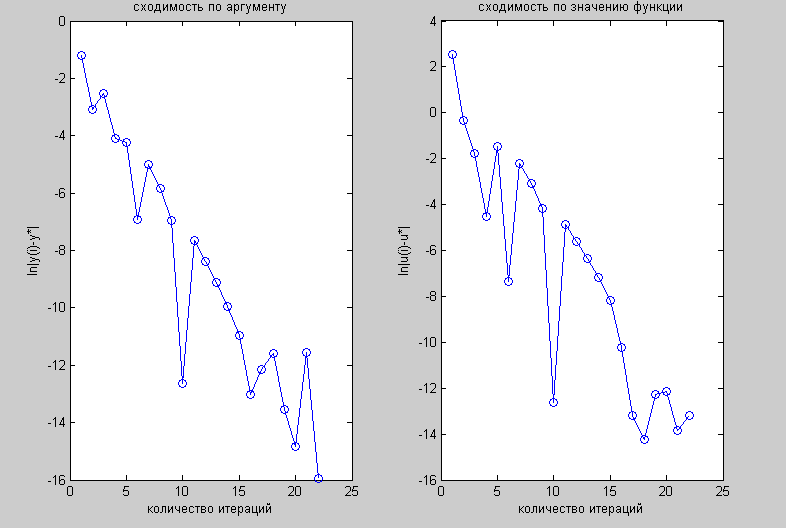 сходимость по аргументу
0
-2
-4
-6
-8
-10
-12
-14
-16
ln|y(i)-y*|
0 5 10 15 20 25
количество итераций
сходимость по значению функции
4
2
0
-2
-4
-6
-8
-10
-12
-14
-16
ln|u(i)-u*|
0 5 10 15 20 25
количество итераций